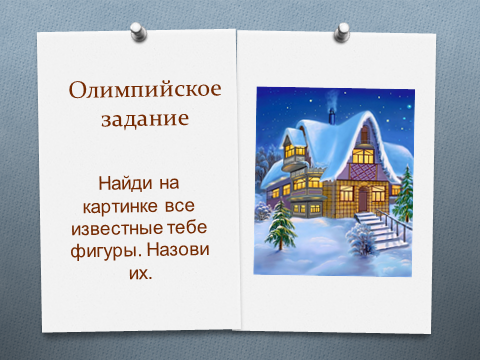 Олимпийское
задание
Найди на
картинке все
известные тебе
фигуры. Назови
их.